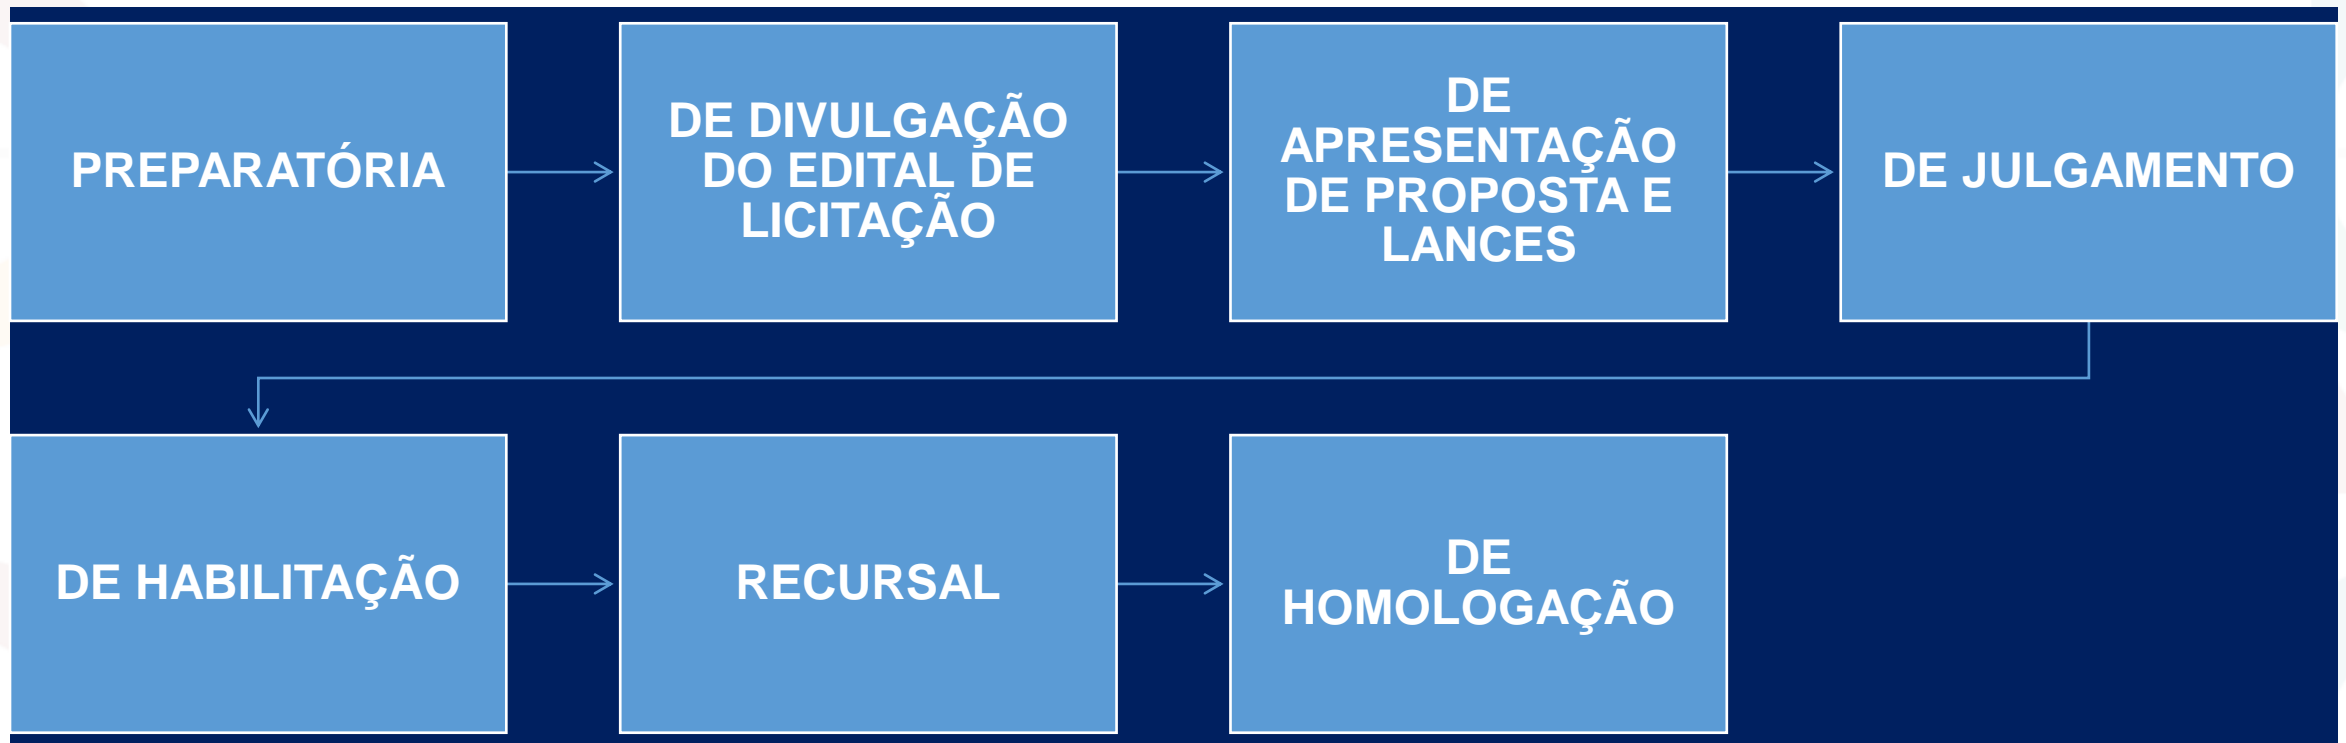 PREPARATÓRIA
DE DIVULGAÇÃO
DO EDITAL DE
LICITAÇÃO
DE
APRESENTAÇÃO
DE PROPOSTA E
LANCES
DE JULGAMENTO
DE HABILITAÇÃO
RECURSAL
DE
HOMOLOGAÇÃO